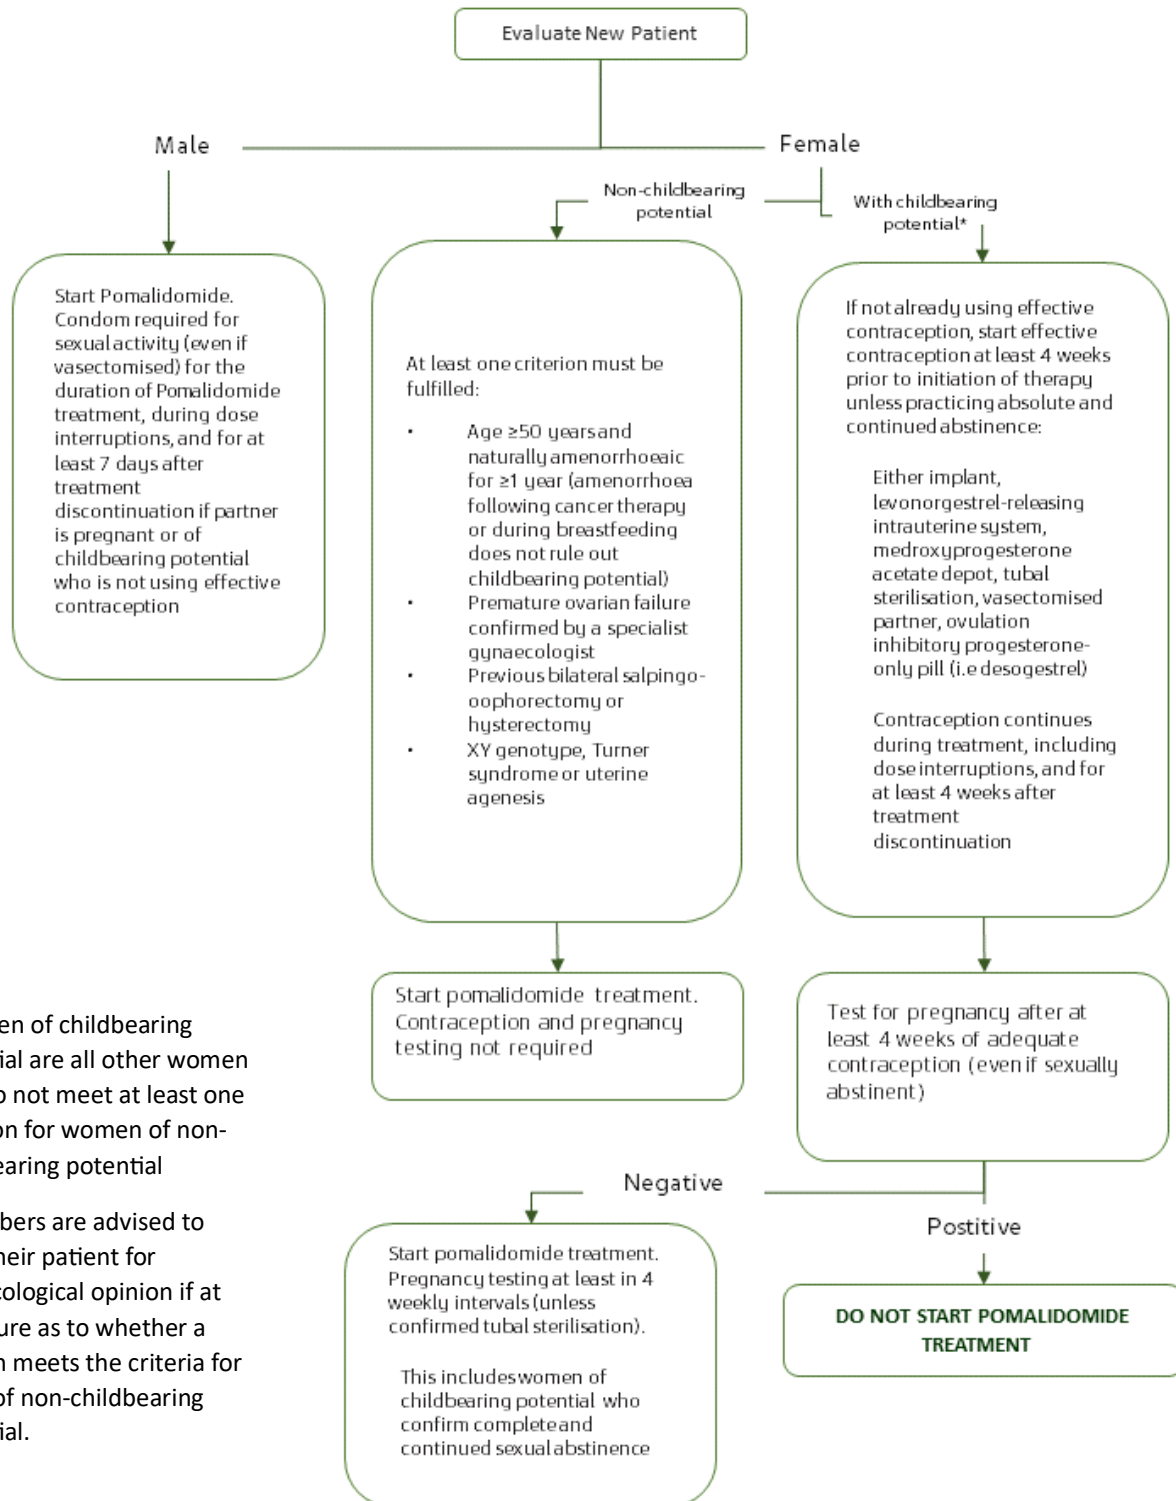 Evaluate New Patient
Male
Female
Non-childbearing
potential
With childbearing
potential*
Start Pomalidomide.
Condom required for
sexual activity (even if
vasectomised) for the
duration of Pomalidomide
treatment, during dose
interruptions, and for at
least 7 days after
treatment
discontinuation if partner
is pregnant or of
childbearing potential
who is not using effective
contraception
At least one criterion must be
fulfilled:
• Age ≥50 years and
naturally amenorrhoeaic
for ≥1 year (amenorrhoea
following cancer therapy
or during breastfeeding
does not rule out
childbearing potential)
• Premature ovarian failure
confirmed by a specialist
gynaecologist
• Previous bilateral salpingo-
oophorectomy or
hysterectomy
• XY genotype, Turner
syndrome or uterine
agenesis
If not already using effective
contraception, start effective
contraception at least 4 weeks
prior to initiation of therapy
unless practicing absolute and
continued abstinence:
Either implant,
levonorgestrel-releasing
intrauterine system,
medroxyprogesterone
acetate depot, tubal
sterilisation, vasectomised
partner, ovulation
inhibitory progesterone-
only pill (i.e desogestrel)
Contraception continues
during treatment, including
dose interruptions, and for
at least 4 weeks after
treatment
discontinuation
Start pomalidomide treatment.
Contraception and pregnancy
testing not required
Test for pregnancy after at
least 4 weeks of adequate
contraception (even if sexually
abstinent)
en of childbearing
tial are all other women
o not meet at least one
on for women of non-
earing potential
bers are advised to
heir patient for
cological opinion if at
ure as to whether a
n meets the criteria for
of non-childbearing
tial.
Negative
Postitive
Start pomalidomide treatment.
Pregnancy testing at least in 4
weekly intervals (unless
confirmed tubal sterilisation).
This includes women of
childbearing potential who
confirm complete and
continued sexual abstinence
DO NOT START POMALIDOMIDE
TREATMENT